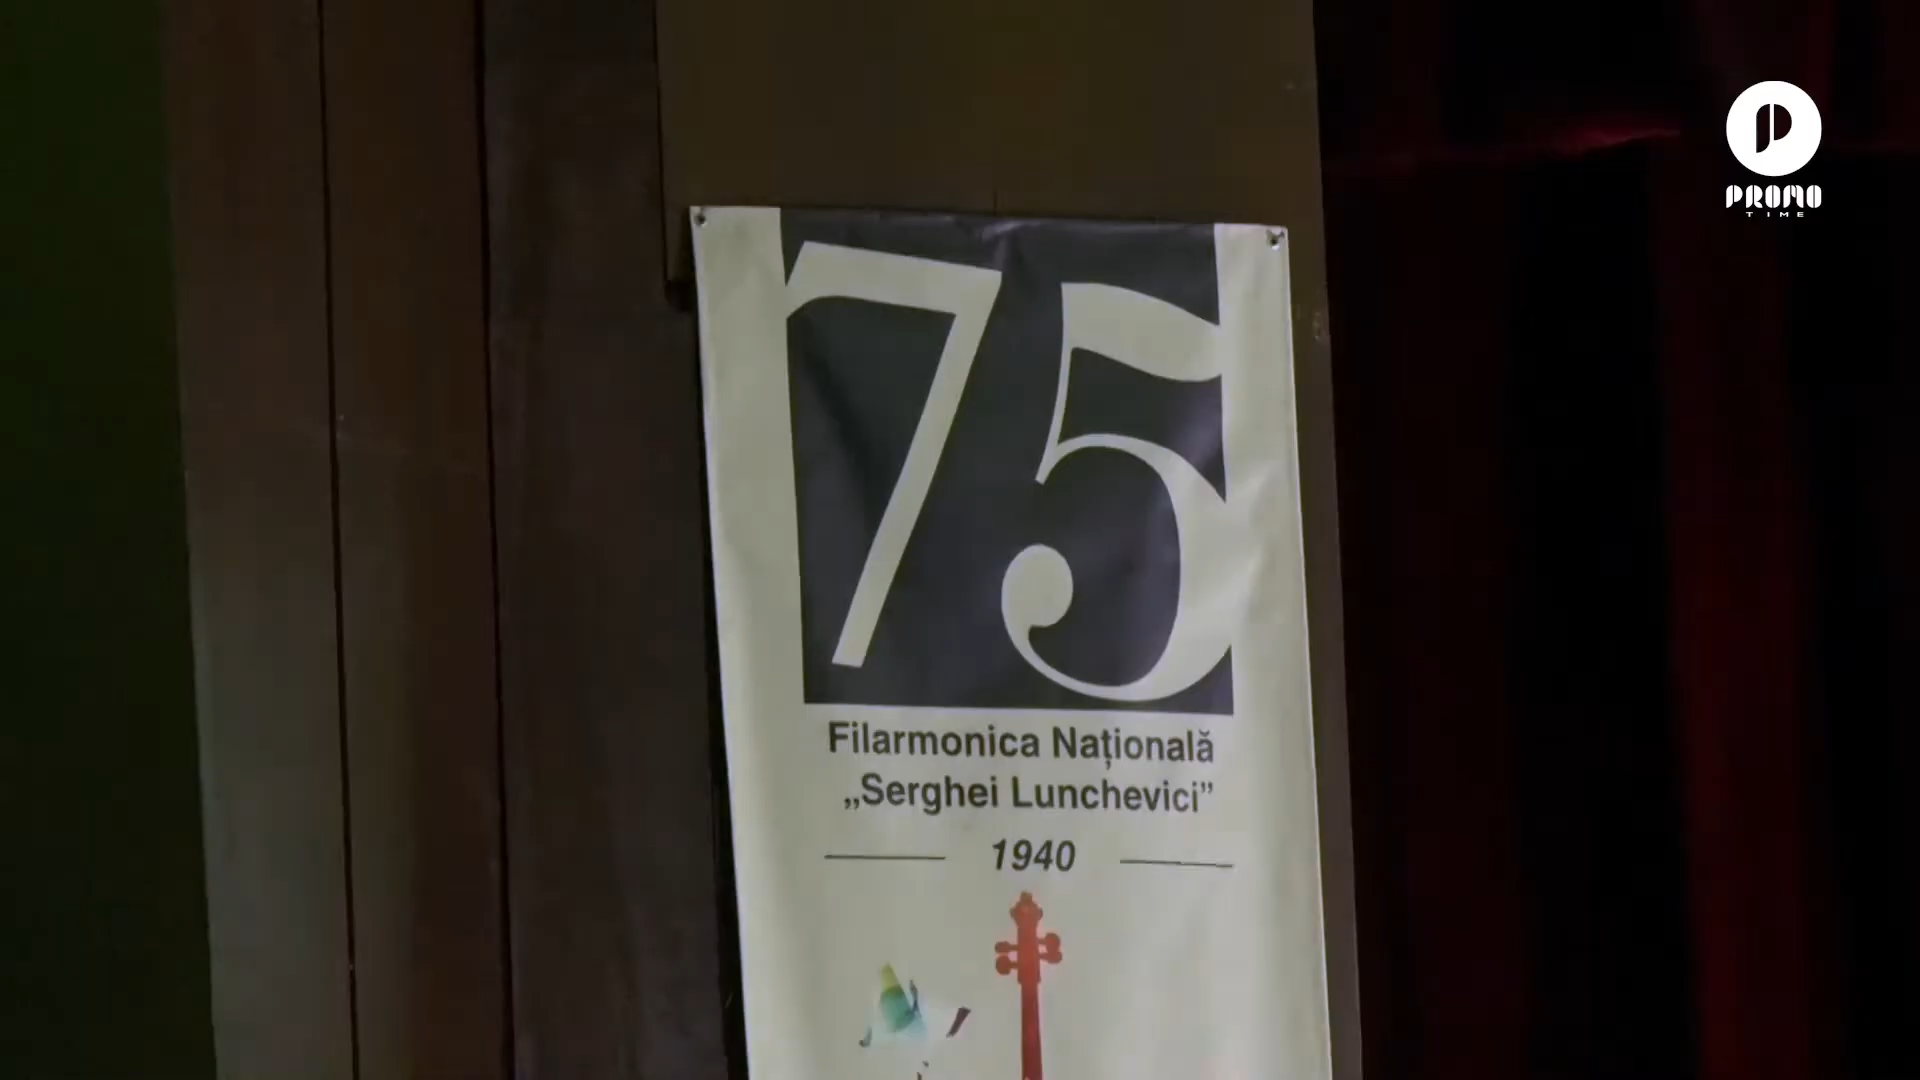 75
Filarmonica Națională
„Serghei Lunchevici”
1940
P
PROMO
TIME